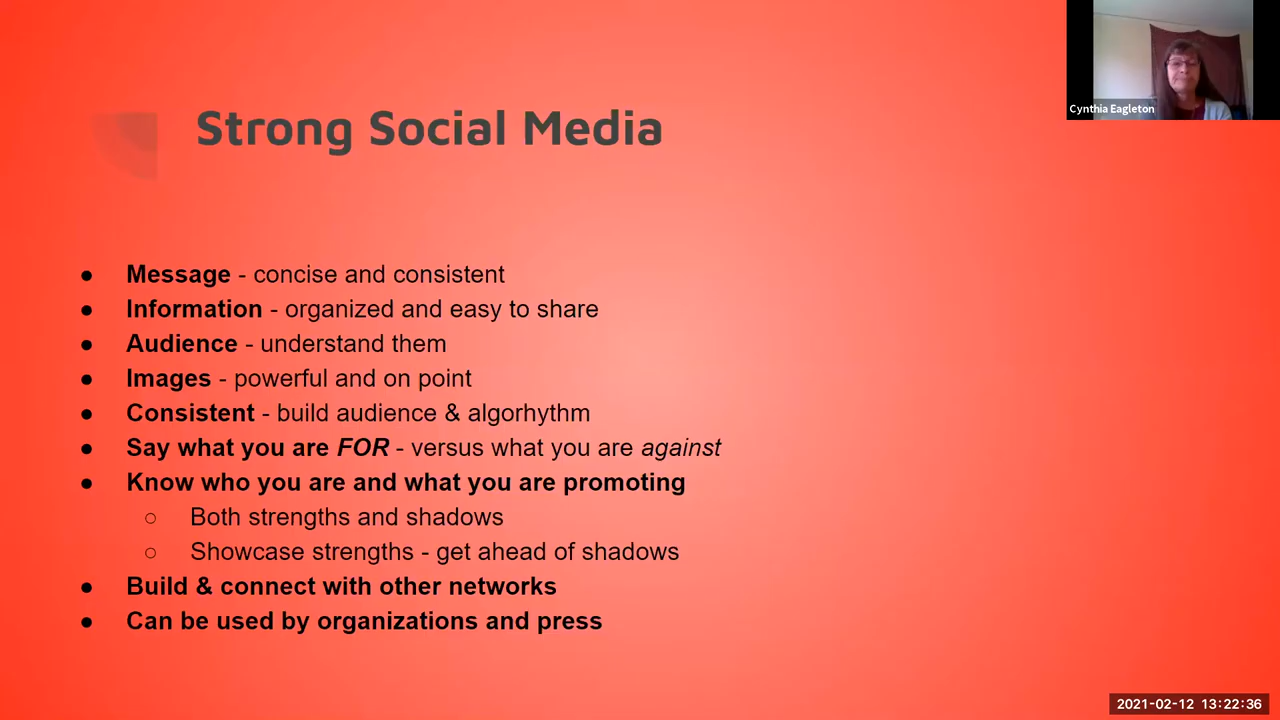 Cynthia Eagleton
Strong Social Media
● Message - concise and consistent
● Information - organized and easy to share
● Audience - understand them
● Images - powerful and on point
● Consistent - build audience & algorhythm
● Say what you are FOR - versus what you are against
● Know who you are and what you are promoting
○ Both strengths and shadows
○ Showcase strengths - get ahead of shadows
● Build & connect with other networks
● Can be used by organizations and press
2021-02-12 13:22:36